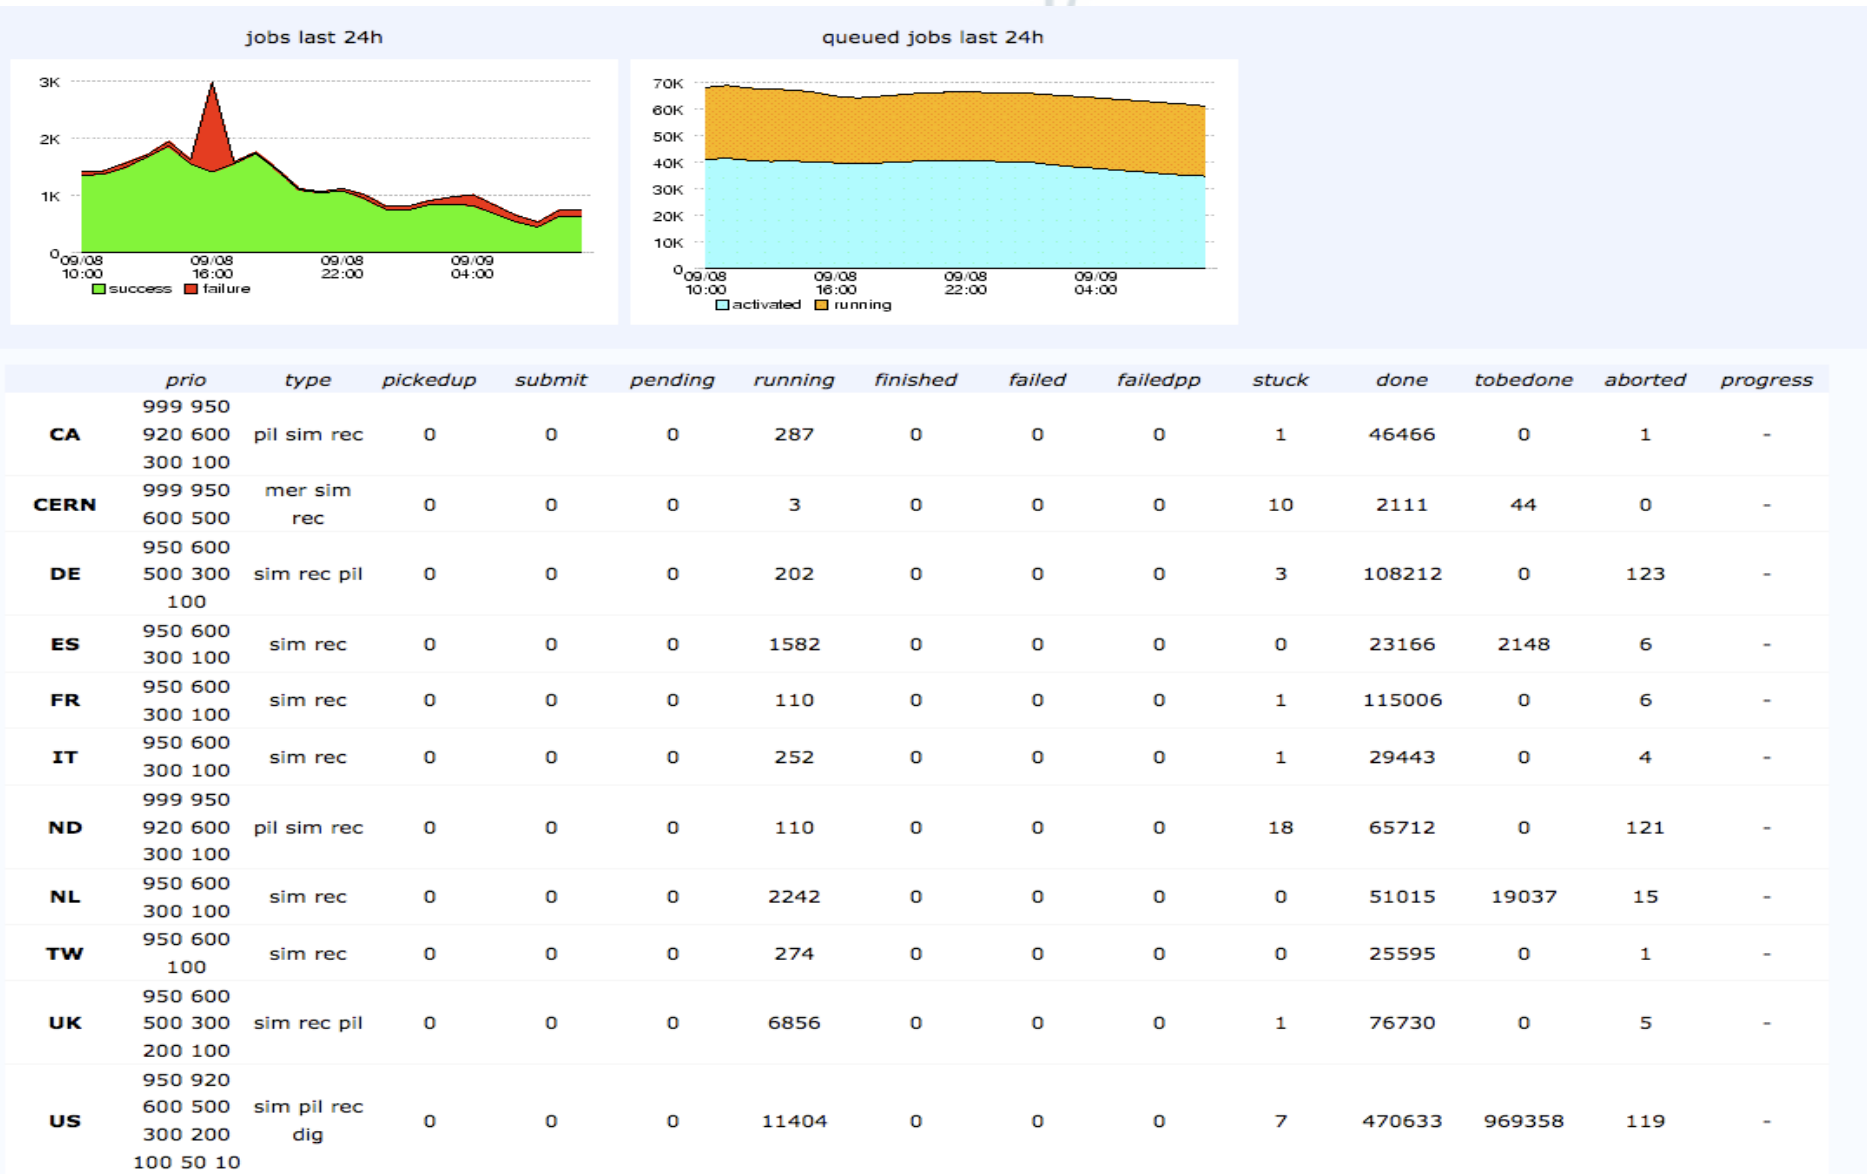 jobs last 24h
queued jobs last 24h
3K
2K
1K
0
09/08 09/08 09/08 09/09
10:00 16:00 22:00 04:00
success failure
70K
60K
50K
40K
30K
20K
10K
0
09/08 09/08 09/08 09/09
10:00 16:00 22:00 04:00
activated running
prio type pickedup submit pending running finished failed failedpp stuck done tobedone aborted progress
999 950
CA 920 600 pil sim rec 0 0 0 287 0 0 0 1 46466 0 1 -
300 100
999 950 mer sim
CERN 0 0 0 3 0 0 0 10 2111 44 0 -
600 500 rec
950 600
DE 500 300 sim rec pil 0 0 0 202 0 0 0 3 108212 0 123 -
100
950 600
ES sim rec 0 0 0 1582 0 0 0 0 23166 2148 6 -
300 100
950 600
FR sim rec 0 0 0 110 0 0 0 1 115006 0 6 -
300 100
950 600
IT sim rec 0 0 0 252 0 0 0 1 29443 0 4 -
300 100
999 950
ND 920 600 pil sim rec 0 0 0 110 0 0 0 18 65712 0 121 -
300 100
950 600
NL sim rec 0 0 0 2242 0 0 0 0 51015 19037 15 -
300 100
950 600
TW sim rec 0 0 0 274 0 0 0 0 25595 0 1 -
100
950 600
UK 500 300 sim rec pil 0 0 0 6856 0 0 0 1 76730 0 5 -
200 100
950 920
600 500 sim pil rec
US 0 0 0 11404 0 0 0 7 470633 969358 119 -
300 200 dig
100 50 10